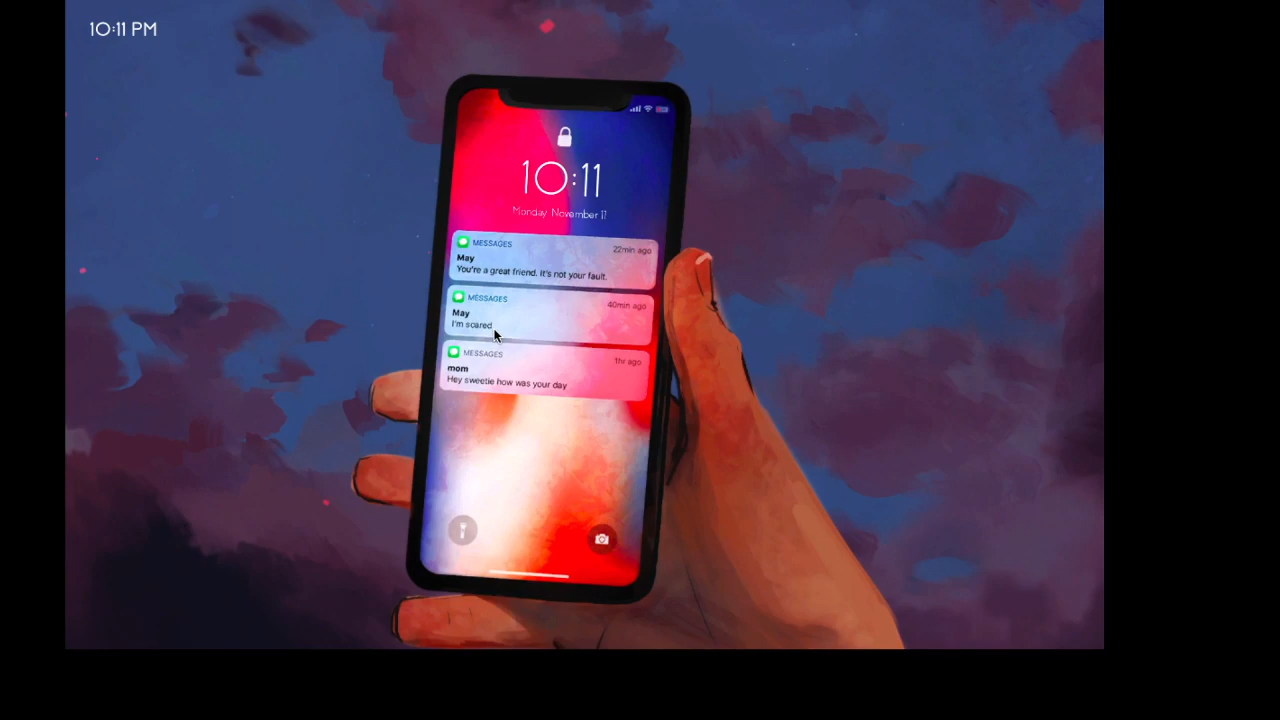 10:11 PM
10:11
Monday November 17
MESSAGES
22min ago
May
You're a great friend. It's not your fault.
MESSAGES
40min ago
May
I'm scared
MESSAGES
1hr ago
mom
Hey sweetie how was your day